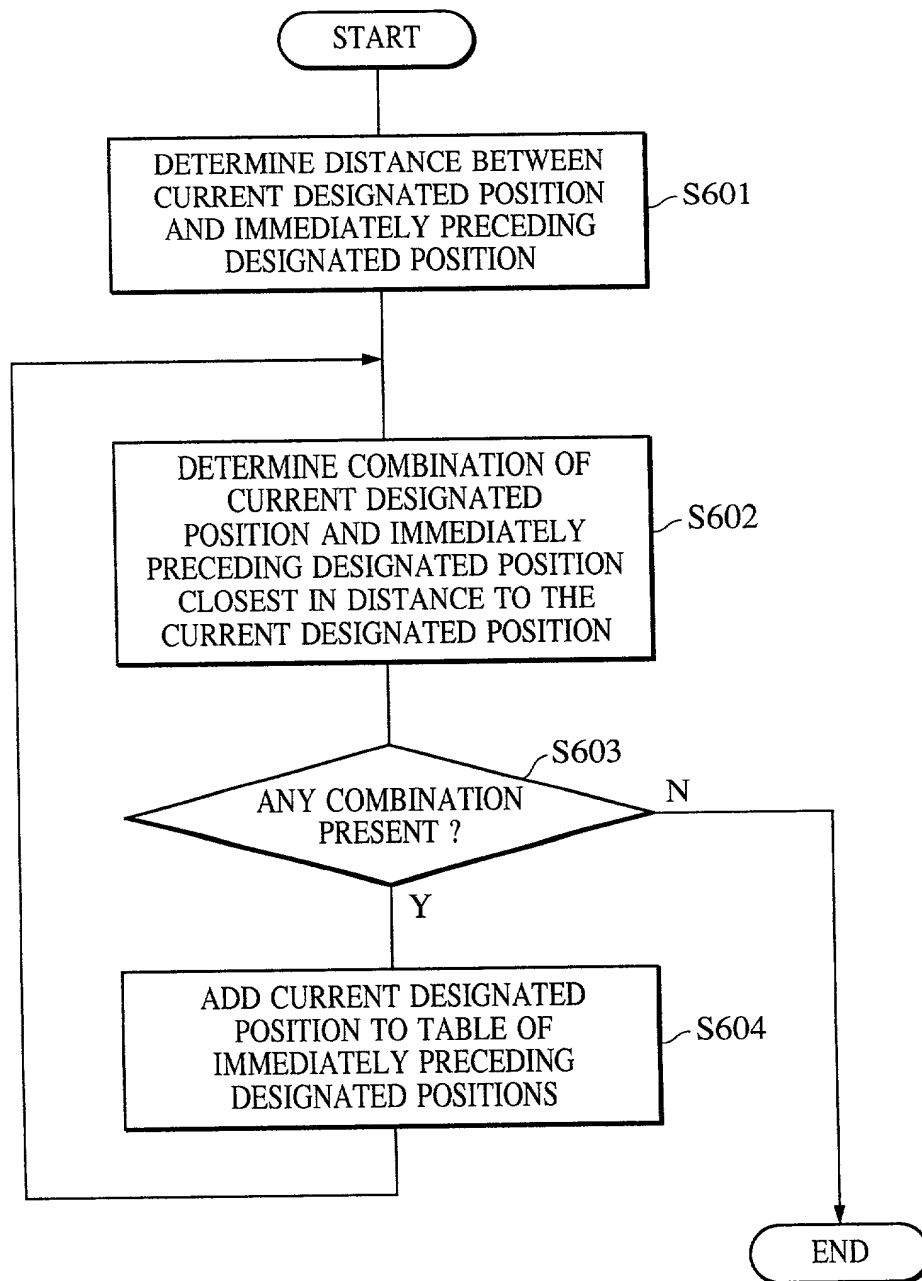 START
DETERMINE DISTANCE BETWEEN
CURRENT DESIGNATED POSITION
AND IMMEDIATELY PRECEDING
DESIGNATED POSITION
S601
DETERMINE COMBINATION OF
CURRENT DESIGNATED
POSITION AND IMMEDIATELY
PRECEDING DESIGNATED POSITION
CLOSEST IN DISTANCE TO THE
CURRENT DESIGNATED POSITION
S602
S603
ANY COMBINATION
PRESENT ?
N
Y
ADD CURRENT DESIGNATED
POSITION TO TABLE OF
IMMEDIATELY PRECEDING
DESIGNATED POSITIONS
S604
END